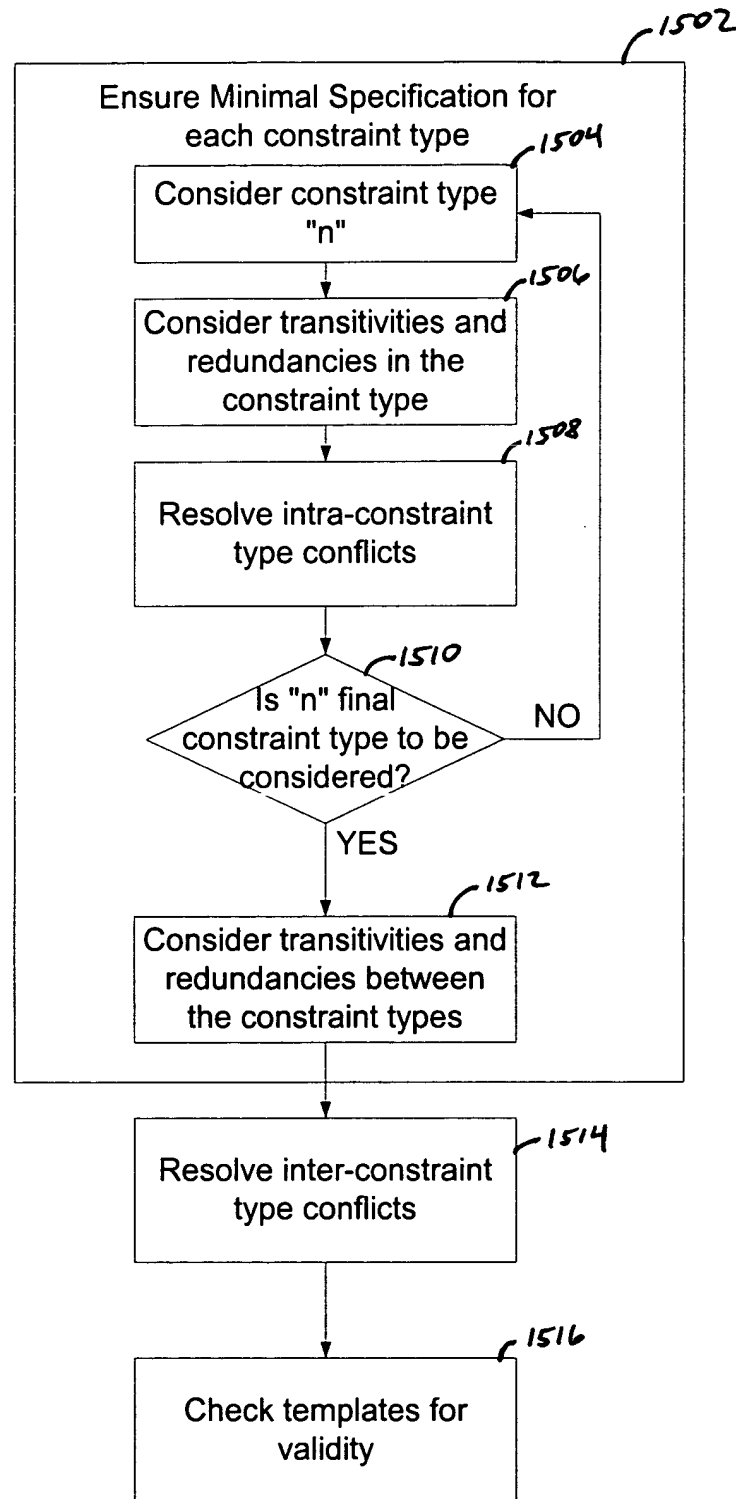 1502
Ensure Minimal Specification for
each constraint type
1504
Consider constraint type
"n"
1506
Consider transitivities and
redundancies in the
constraint type
1508
Resolve intra-constraint
type conflicts
1510
Is "n" final
constraint type to be
considered?
NO
YES
1512
Consider transitivities and
redundancies between
the constraint types
1514
Resolve inter-constraint
type conflicts
1516
Check templates for
validity